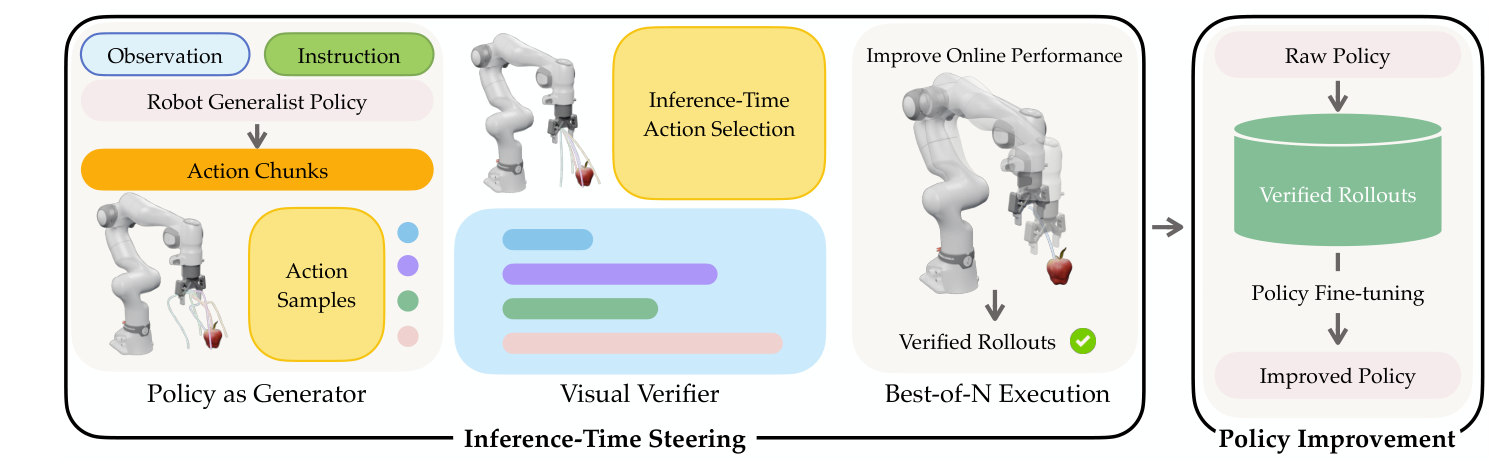 Observation
Instruction
Robot Generalist Policy
Action Chunks
Action
Samples
Policy as Generator
Inference-Time
Action Selection
Visual Verifier
Improve Online Performance
Verified Rollouts
Best-of-N Execution
Inference-Time Steering
Raw Policy
Verified Rollouts
Policy Fine-tuning
Improved Policy
Policy Improvement